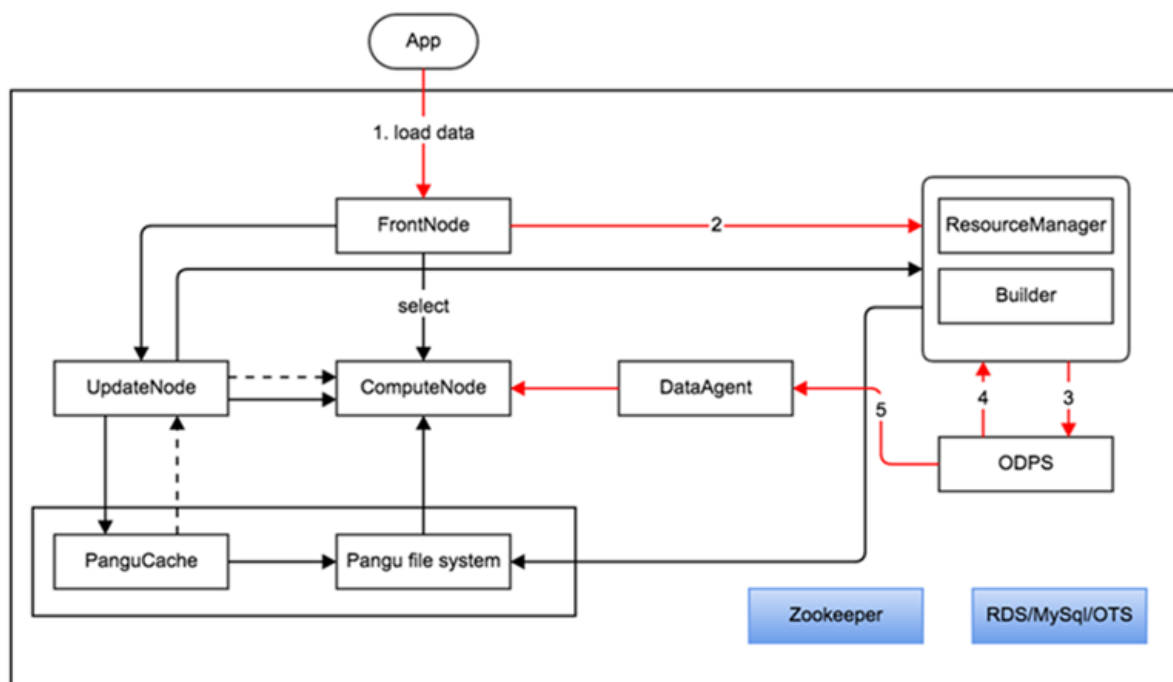 App
1. load data
FrontNode
2
ResourceManager
Builder
select
UpdateNode
ComputeNode
DataAgent
5
4
3
ODPS
PanguCache
Pangu file system
Zookeeper
RDS/MySql/OTS